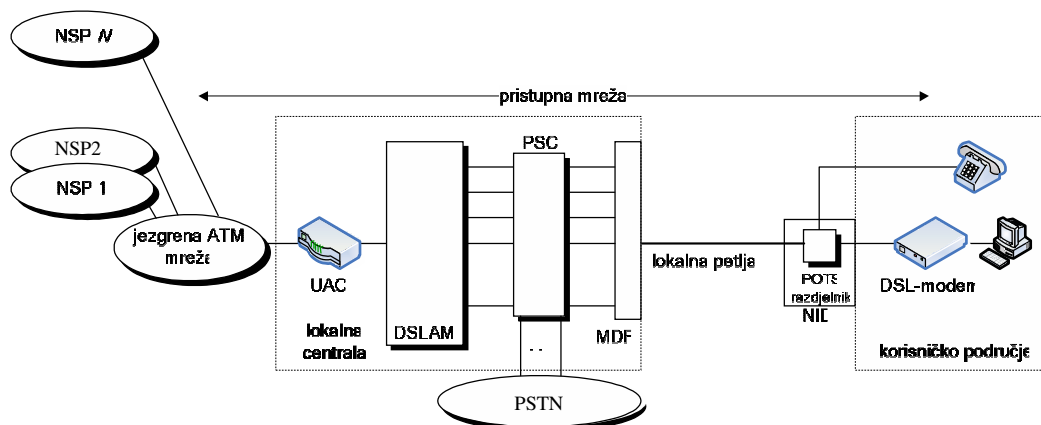 NSP N
pristupna mreža
PSC
NSP2
NSP 1
jezgrena ATM
mreža
UAC
lokalna petlja
POTS
razdjelnik
NID
DSL-modem
lokalna
centrala
DSLAM
MDF
korisničko područje
. .
PSTN